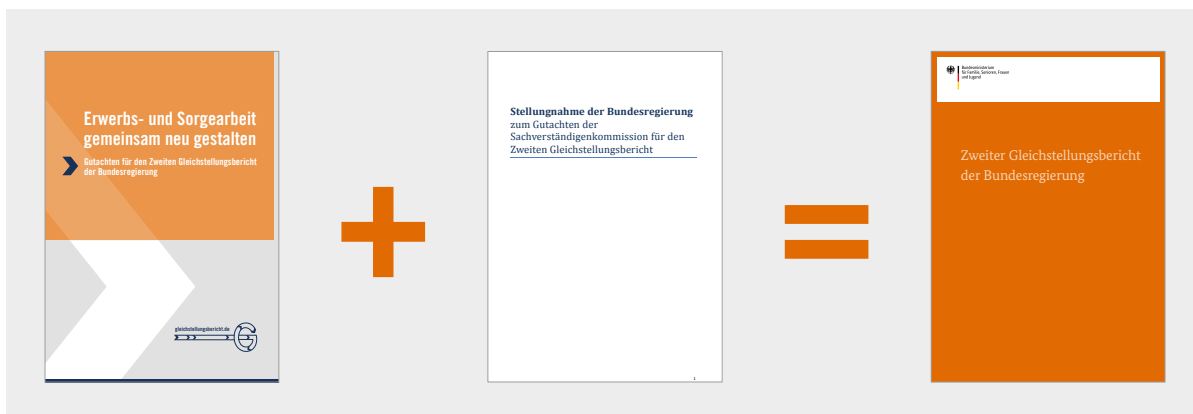 Erwerbs- und Sorgearbeit
gemeinsam neu gestalten
Gutachten für den Zweiten Gleichstellungsbericht
der Bundesregierung
gleichstellungsbericht.de
Stellungnahme der Bundesregierung
zum Gutachten der
Sachverständigenkommission für den
Zweiten Gleichstellungsbericht
1
Bundesministerium
für Familie, Senioren, Frauen
und Jugend
Zweiter Gleichstellungsbericht
der Bundesregierung